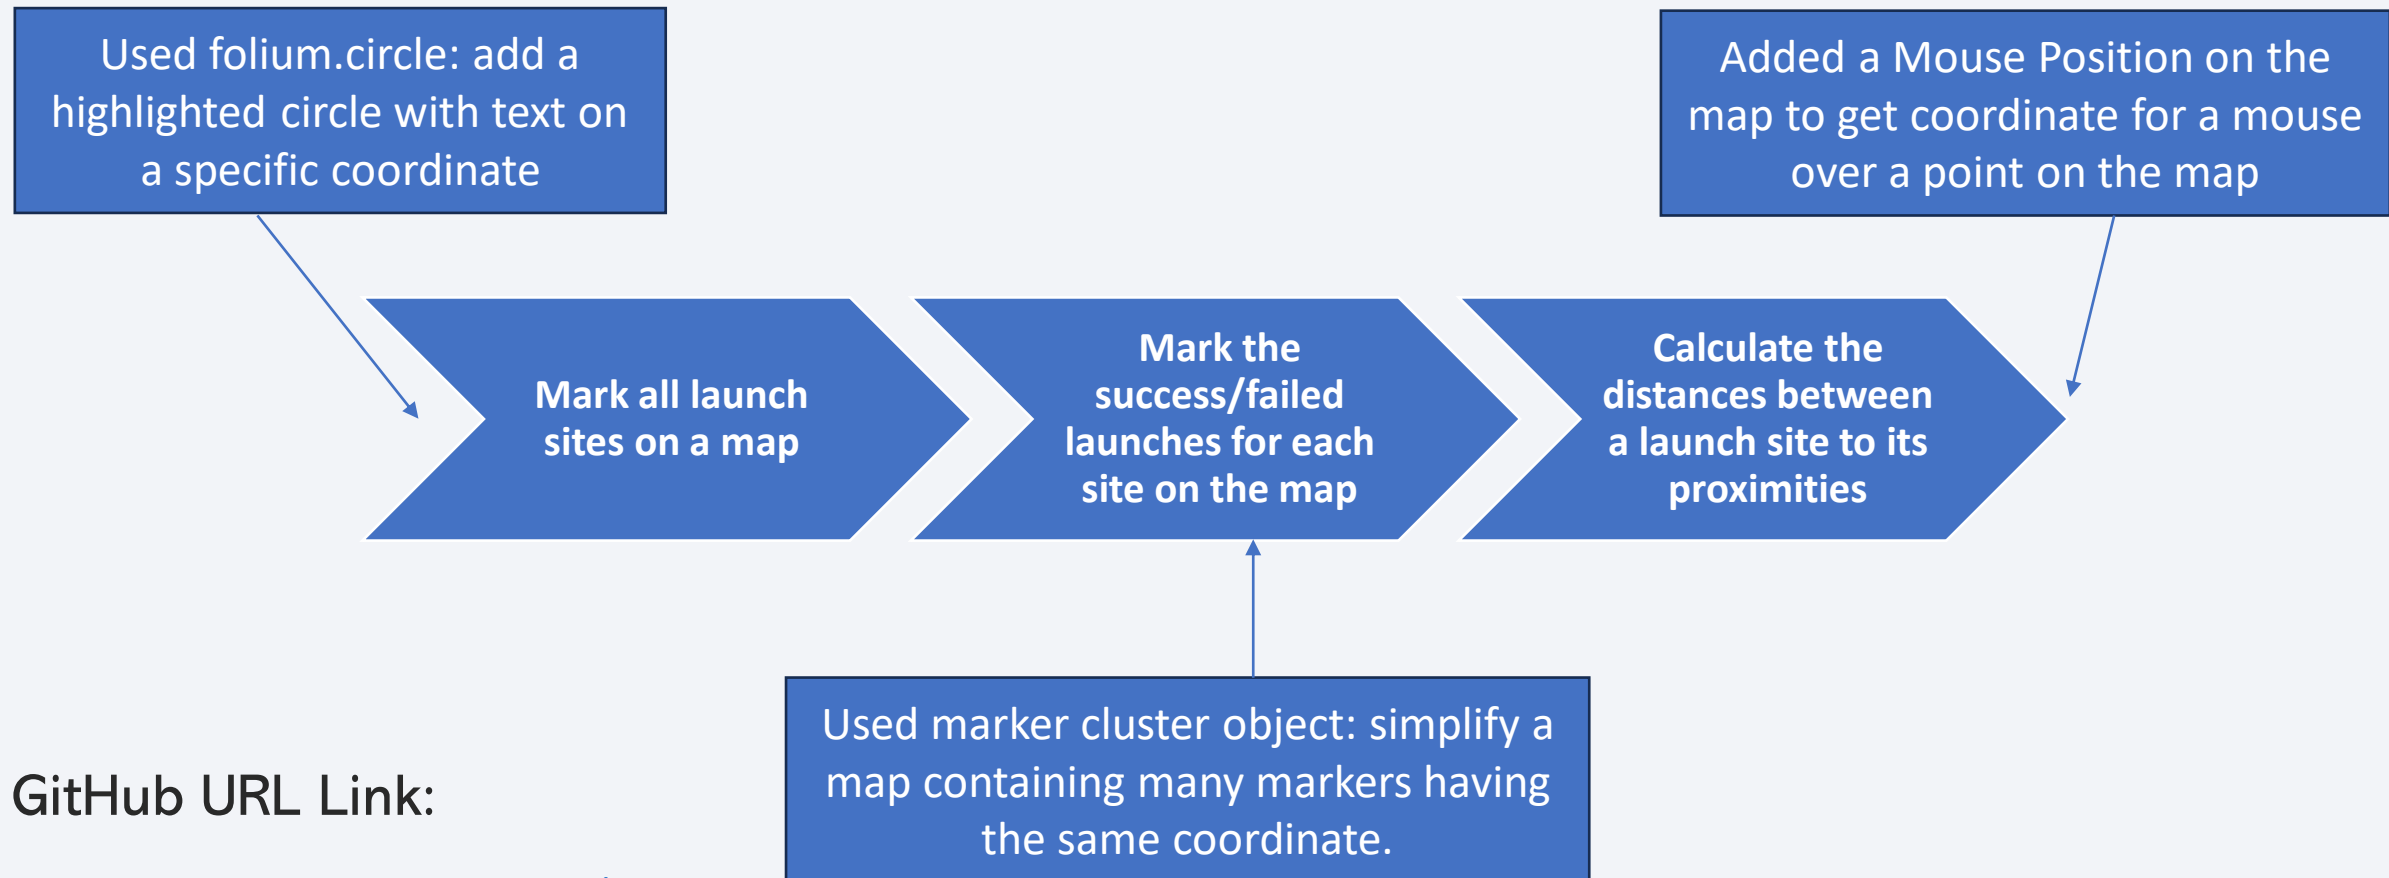 Used folium.circle: add a
highlighted circle with text on
a specific coordinate
Added a Mouse Position on the
map to get coordinate for a mouse
over a point on the map
Mark all launch
sites on a map
Mark the
success/failed
launches for each
site on the map
Calculate the
distances between
a launch site to its
proximities
Used marker cluster object: simplify a
map containing many markers having
the same coordinate.
GitHub URL Link: